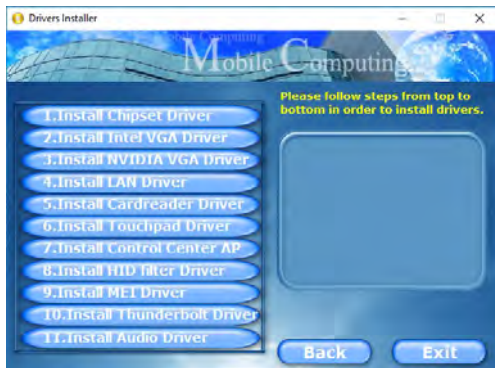 Drivers Installer
Mobile Computing
Mobile Computing
Please follow steps from top to
bottom in order to install drivers.
1.Install Chipset Driver
2.Install Intel VGA Driver
3.Install NVIDIA VGA Driver
4.Install LAN Driver
5.Install Cardreader Driver
6.Install Touchpad Driver
7.Install Control Center AP
8.Install HID filter Driver
9.Install MEI Driver
10.Install Thunderbolt Driver
11.Install Audio Driver
Back
Exit